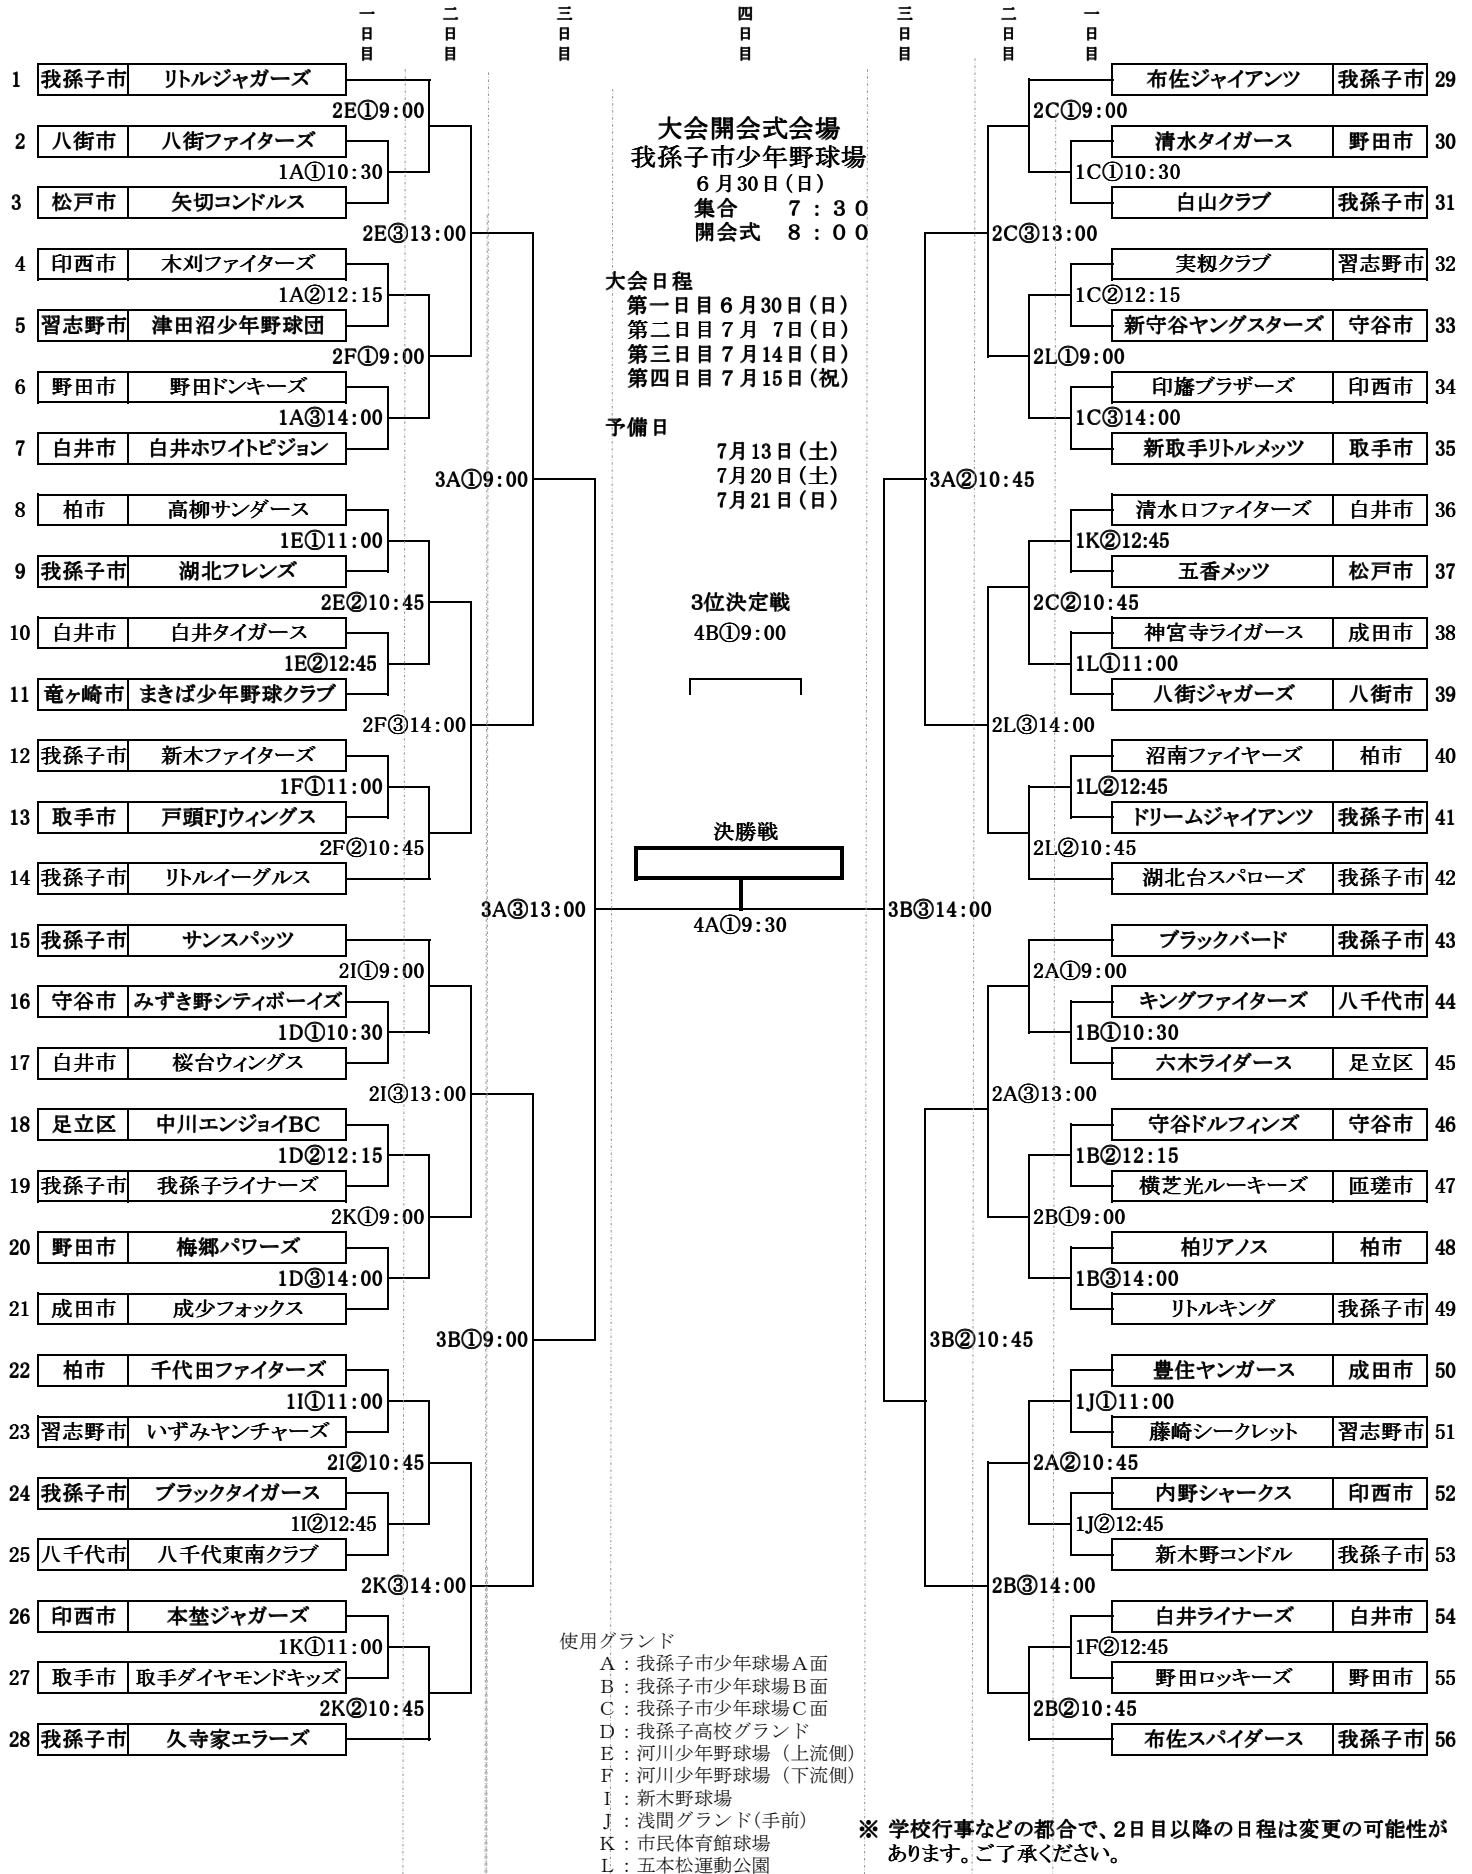 一日目
二日目
三日目
四日目
三日目
二日目
一日目
1 我孫子市 リトルジャガーズ
2E①9:00
2 八街市 八街ファイターズ
1A①10:30
3 松戸市 矢切コンドルス
2E③13:00
4 印西市 木刈ファイターズ
1A②12:15
5 習志野市 津田沼少年野球団
2F①9:00
6 野田市 野田ドンキーズ
1A③14:00
7 白井市 白井ホワイトピジョン
3A①9:00
8 柏市 高柳サンダース
1E①11:00
9 我孫子市 湖北フレンズ
2E②10:45
10 白井市 白井タイガース
1E②12:45
11 竜ヶ崎市 まきば少年野球クラブ
2F③14:00
12 我孫子市 新木ファイターズ
1F①11:00
13 取手市 戸頭FJウィングス
2F②10:45
14 我孫子市 リトルイーグルス
3A③13:00
15 我孫子市 サンスパッツ
2I①9:00
16 守谷市 みずき野シティボーイズ
1D①10:30
17 白井市 桜台ウィングス
2I③13:00
18 足立区 中川エンジョイBC
1D②12:15
19 我孫子市 我孫子ライナーズ
2K①9:00
20 野田市 梅郷パワーズ
1D③14:00
21 成田市 成少フォックス
3B①9:00
22 柏市 千代田ファイターズ
1I①11:00
23 習志野市 いずみヤンチャーズ
2I②10:45
24 我孫子市 ブラックタイガース
1I②12:45
25 八千代市 八千代東南クラブ
2K③14:00
26 印西市 本埜ジャガーズ
1K①11:00
27 取手市 取手ダイヤモンドキッズ
2K②10:45
28 我孫子市 久寺家エラーズ
大会開会式会場
我孫子市少年野球場
６月30日(日)
集合 ７:３０
開会式 ８:００
大会日程
第一日目６月30日(日)
第二日目７月 7日(日)
第三日目７月14日(日)
第四日目７月15日(祝)
予備日
7月13日(土)
7月20日(土)
7月21日(日)
3位決定戦
4B①9:00
決勝戦
4A①9:30
布佐ジャイアンツ 我孫子市 29
2C①9:00
清水タイガース 野田市 30
1C①10:30
白山クラブ 我孫子市 31
2C③13:00
実籾クラブ 習志野市 32
1C②12:15
新守谷ヤングスターズ 守谷市 33
2L①9:00
印旛ブラザーズ 印西市 34
1C③14:00
新取手リトルメッツ 取手市 35
3A②10:45
清水口ファイターズ 白井市 36
1K②12:45
五香メッツ 松戸市 37
2C②10:45
神宮寺ライガース 成田市 38
1L①11:00
八街ジャガーズ 八街市 39
2L③14:00
沼南ファイヤーズ 柏市 40
1L②12:45
ドリームジャイアンツ 我孫子市 41
2L②10:45
湖北台スパローズ 我孫子市 42
3B③14:00
ブラックバード 我孫子市 43
2A①9:00
キングファイターズ 八千代市 44
1B①10:30
六木ライダース 足立区 45
2A③13:00
守谷ドルフィンズ 守谷市 46
1B②12:15
横芝光ルーキーズ 匝瑳市 47
2B①9:00
柏リアノス 柏市 48
1B③14:00
リトルキング 我孫子市 49
3B②10:45
豊住ヤンガース 成田市 50
1J①11:00
藤崎シークレット 習志野市 51
2A②10:45
内野シャークス 印西市 52
1J②12:45
新木野コンドル 我孫子市 53
2B③14:00
白井ライナーズ 白井市 54
1F②12:45
野田ロッキーズ 野田市 55
2B②10:45
布佐スパイダース 我孫子市 56
使用グランド
Ａ：我孫子市少年球場Ａ面
Ｂ：我孫子市少年球場Ｂ面
Ｃ：我孫子市少年球場Ｃ面
Ｄ：我孫子高校グランド
Ｅ：河川少年野球場（上流側）
Ｆ：河川少年野球場（下流側）
Ｉ：新木野球場
Ｊ：浅間グランド(手前)
Ｋ：市民体育館球場
Ｌ：五本松運動公園
※ 学校行事などの都合で、2日目以降の日程は変更の可能性が
あります。ご了承ください。